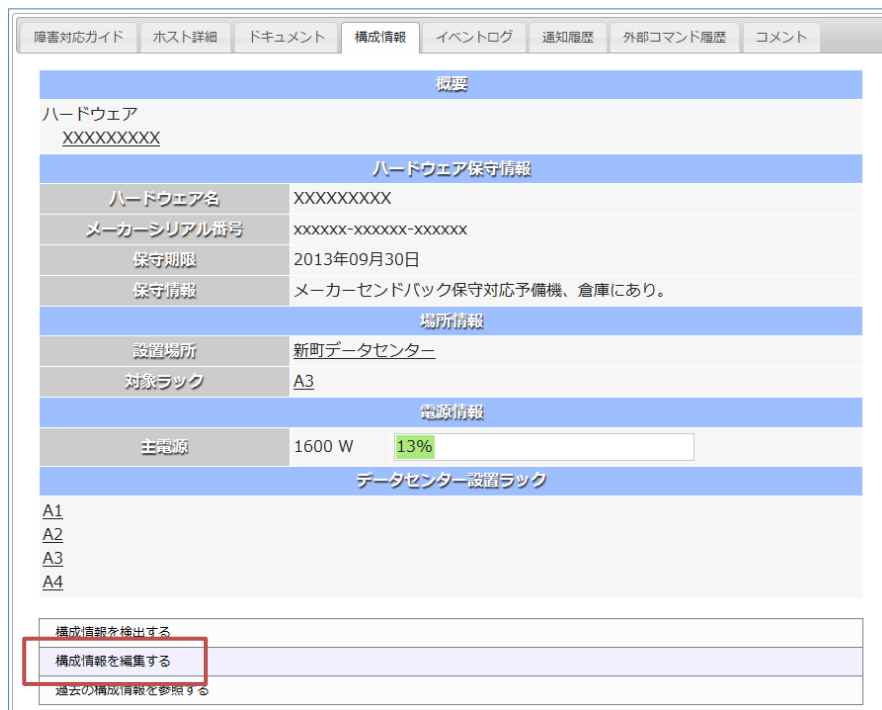 障害対応ガイド ホスト詳細 ドキュメント 構成情報 イベントログ 通知履歴 外部コマンド履歴 コメント
概要
ハードウェア
XXXXXXXXX
ハードウェア保守情報
ハードウェア名 XXXXXXXXX
メーカーシリアル番号 xxxxxx-xxxxxx-xxxxxx
保守期限 2013年09月30日
保守情報 メーカーセンドバック保守対応予備機、倉庫にあり。
場所情報
設置場所 新町データセンター
対象ラック A3
電源情報
主電源 1600 W 13%
データセンター設置ラック
A1
A2
A3
A4
構成情報を検出する
構成情報を編集する
過去の構成情報を参照する